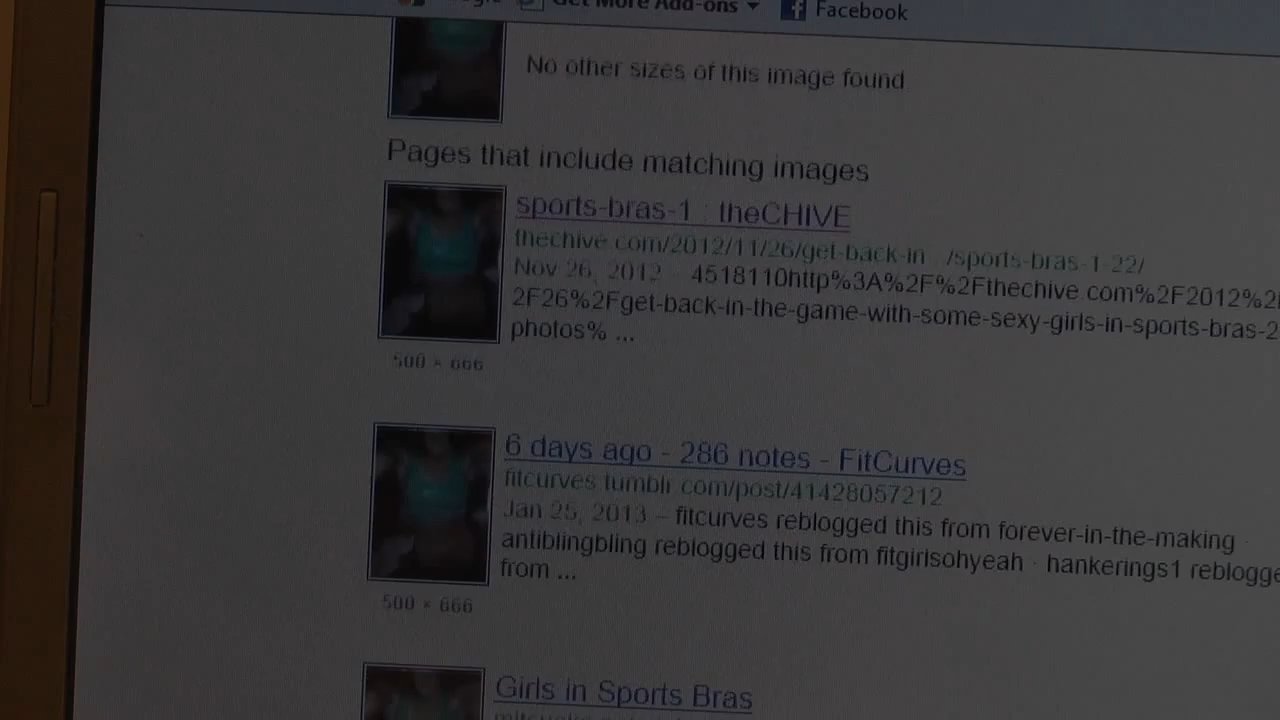 Get More Add-ons
Facebook
No other sizes of this image found
Pages that include matching images
sports-bras-1 : theCHIVE
thechive.com/2012/11/26/get-back-in.../sports-bras-1-22/
Nov 26, 2012 – 4518110http%3A%2F%2Fthechive.com%2F2012%2
2F26%2Fget-back-in-the-game-with-some-sexy-girls-in-sports-bras-2
photos% ...
500 × 666
6 days ago - 286 notes - FitCurves
fitcurves.tumblr.com/post/41428057212
Jan 25, 2013 – fitcurves reblogged this from forever-in-the-making ·
antiblingbling reblogged this from fitgirlsohyeah · hankerings1 reblogge
from ...
500 × 666
Girls in Sports Bras